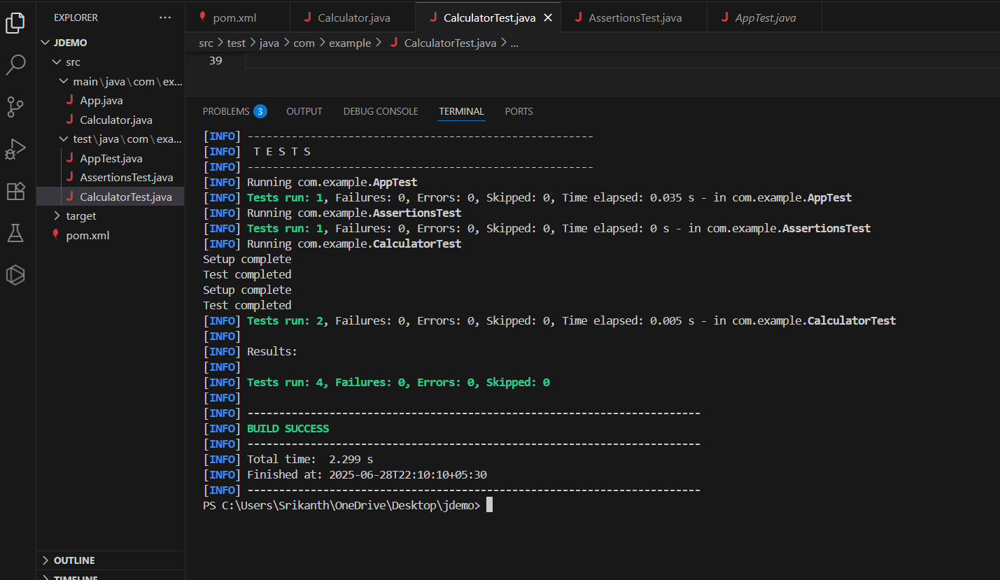 EXPLORER ...
JDEMO
src
main\java\com\ex...
App.java
Calculator.java
test\java\com\exa...
AppTest.java
AssertionsTest.java
CalculatorTest.java
target
pom.xml
OUTLINE
TIMELINE
pom.xml
Calculator.java
CalculatorTest.java
AssertionsTest.java
AppTest.java
src > test > java > com > example > CalculatorTest.java > ...
39
PROBLEMS 3 OUTPUT DEBUG CONSOLE TERMINAL PORTS
[INFO] -------------------------------------------------------
[INFO]  T E S T S
[INFO] -------------------------------------------------------
[INFO] Running com.example.AppTest
[INFO] Tests run: 1, Failures: 0, Errors: 0, Skipped: 0, Time elapsed: 0.035 s - in com.example.AppTest
[INFO] Running com.example.AssertionsTest
[INFO] Tests run: 1, Failures: 0, Errors: 0, Skipped: 0, Time elapsed: 0 s - in com.example.AssertionsTest
[INFO] Running com.example.CalculatorTest
Setup complete
Test completed
Setup complete
Test completed
[INFO] Tests run: 2, Failures: 0, Errors: 0, Skipped: 0, Time elapsed: 0.005 s - in com.example.CalculatorTest
[INFO]
[INFO] Results:
[INFO]
[INFO] Tests run: 4, Failures: 0, Errors: 0, Skipped: 0
[INFO]
[INFO] ------------------------------------------------------------------------
[INFO] BUILD SUCCESS
[INFO] ------------------------------------------------------------------------
[INFO] Total time:  2.299 s
[INFO] Finished at: 2025-06-28T22:10:10+05:30
[INFO] ------------------------------------------------------------------------
PS C:\Users\Srikanth\OneDrive\Desktop\jdemo>